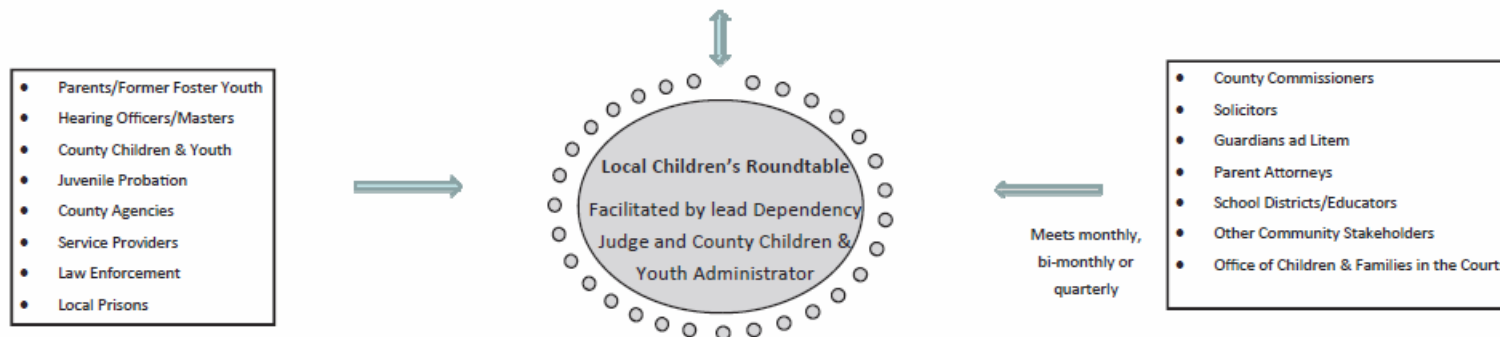 • Parents/Former Foster Youth
• Hearing Officers/Masters
• County Children & Youth
• Juvenile Probation
• County Agencies
• Service Providers
• Law Enforcement
• Local Prisons
Local Children's Roundtable
Facilitated by lead Dependency
Judge and County Children &
Youth Administrator
Meets monthly,
bi-monthly or
quarterly
• County Commissioners
• Solicitors
• Guardians ad Litem
• Parent Attorneys
• School Districts/Educators
• Other Community Stakeholders
• Office of Children & Families in the Court